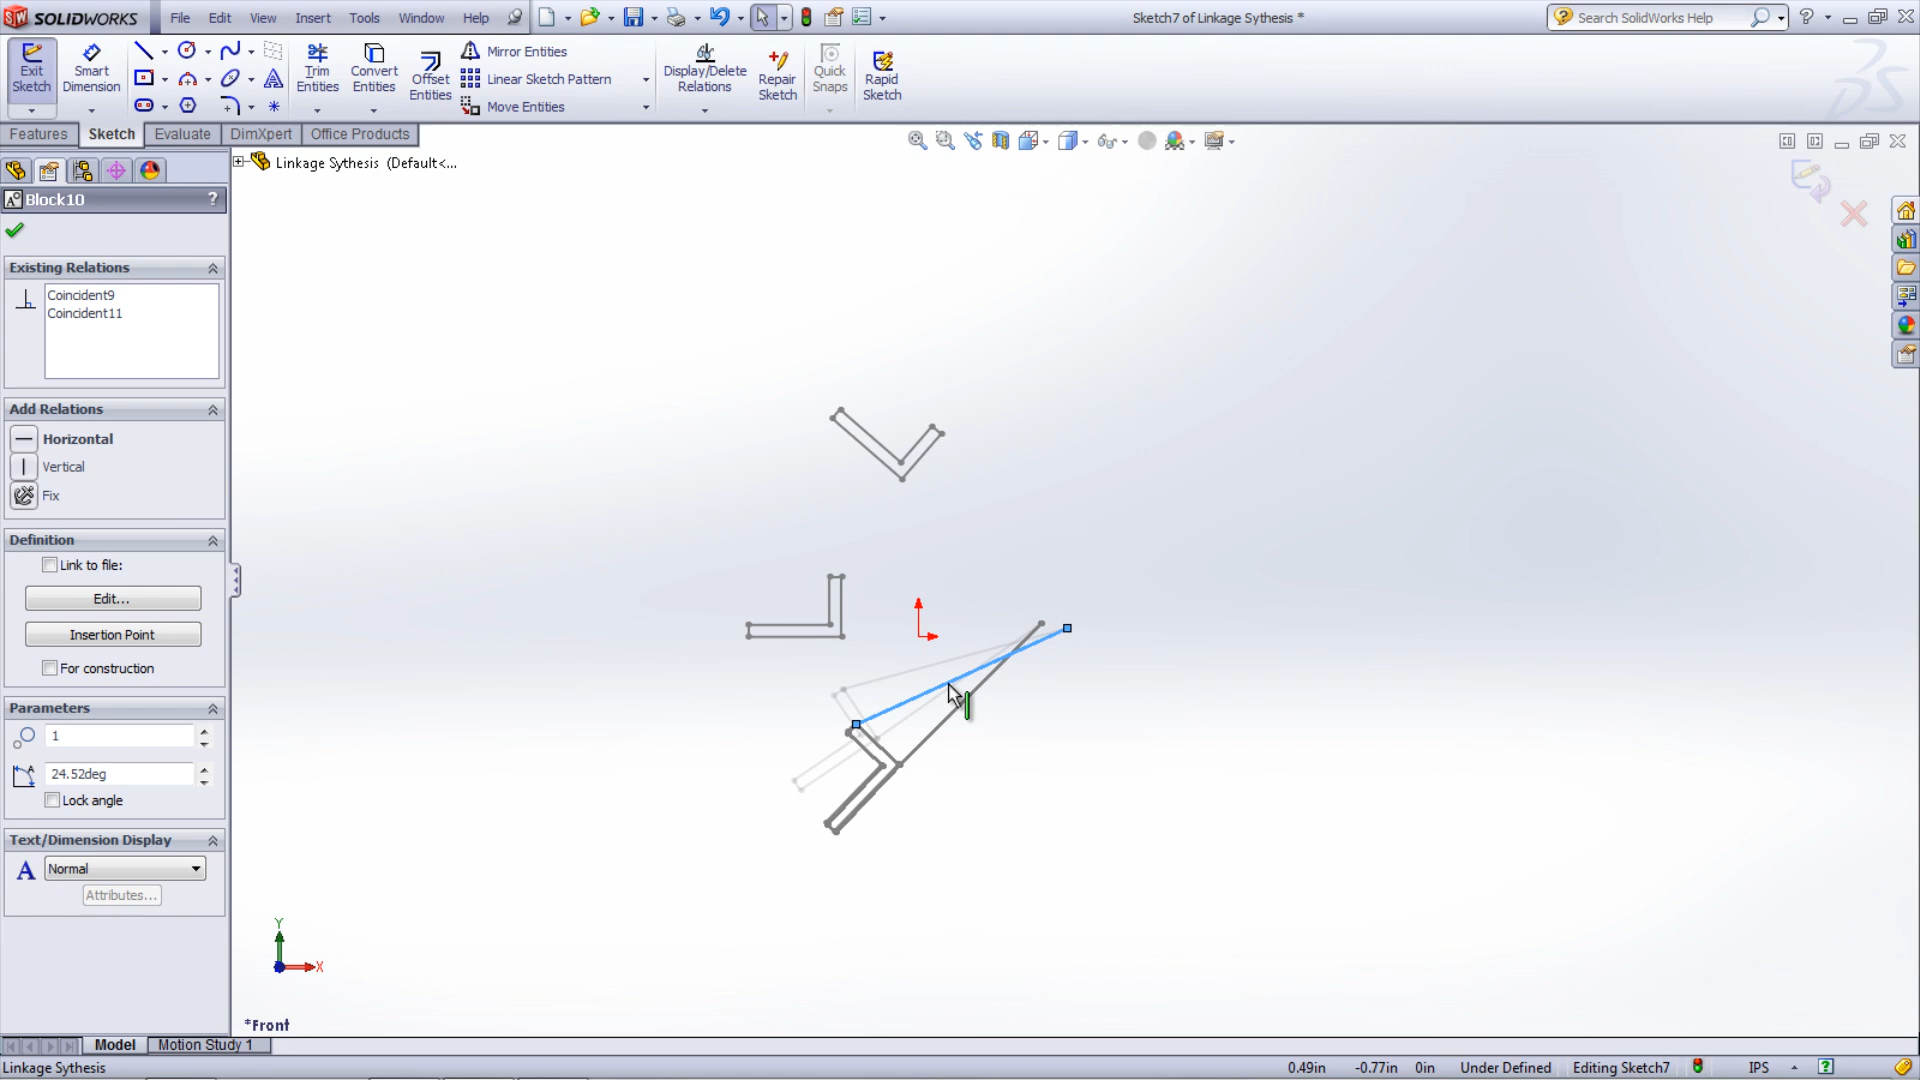 SOLIDWORKS File Edit View Insert Tools Window Help Sketch7 of Linkage Sythesis * Search SolidWorks Help
Exit Sketch
Smart Dimension
Trim Entities
Convert Entities
Offset Entities
Mirror Entities
Linear Sketch Pattern
Move Entities
Display/Delete Relations
Repair Sketch
Quick Snaps
Rapid Sketch
Features Sketch Evaluate DimXpert Office Products
Linkage Sythesis (Default<...
Block10 ?
Existing Relations
Coincident9
Coincident11
Add Relations
Horizontal
Vertical
Fix
Definition
Link to file:
Edit...
Insertion Point
For construction
Parameters
1
24.52deg
Lock angle
Text/Dimension Display
A Normal
Attributes...
Y
X
*Front
Model Motion Study 1
Linkage Sythesis 0.49in -0.77in 0in Under Defined Editing Sketch7 IPS ?